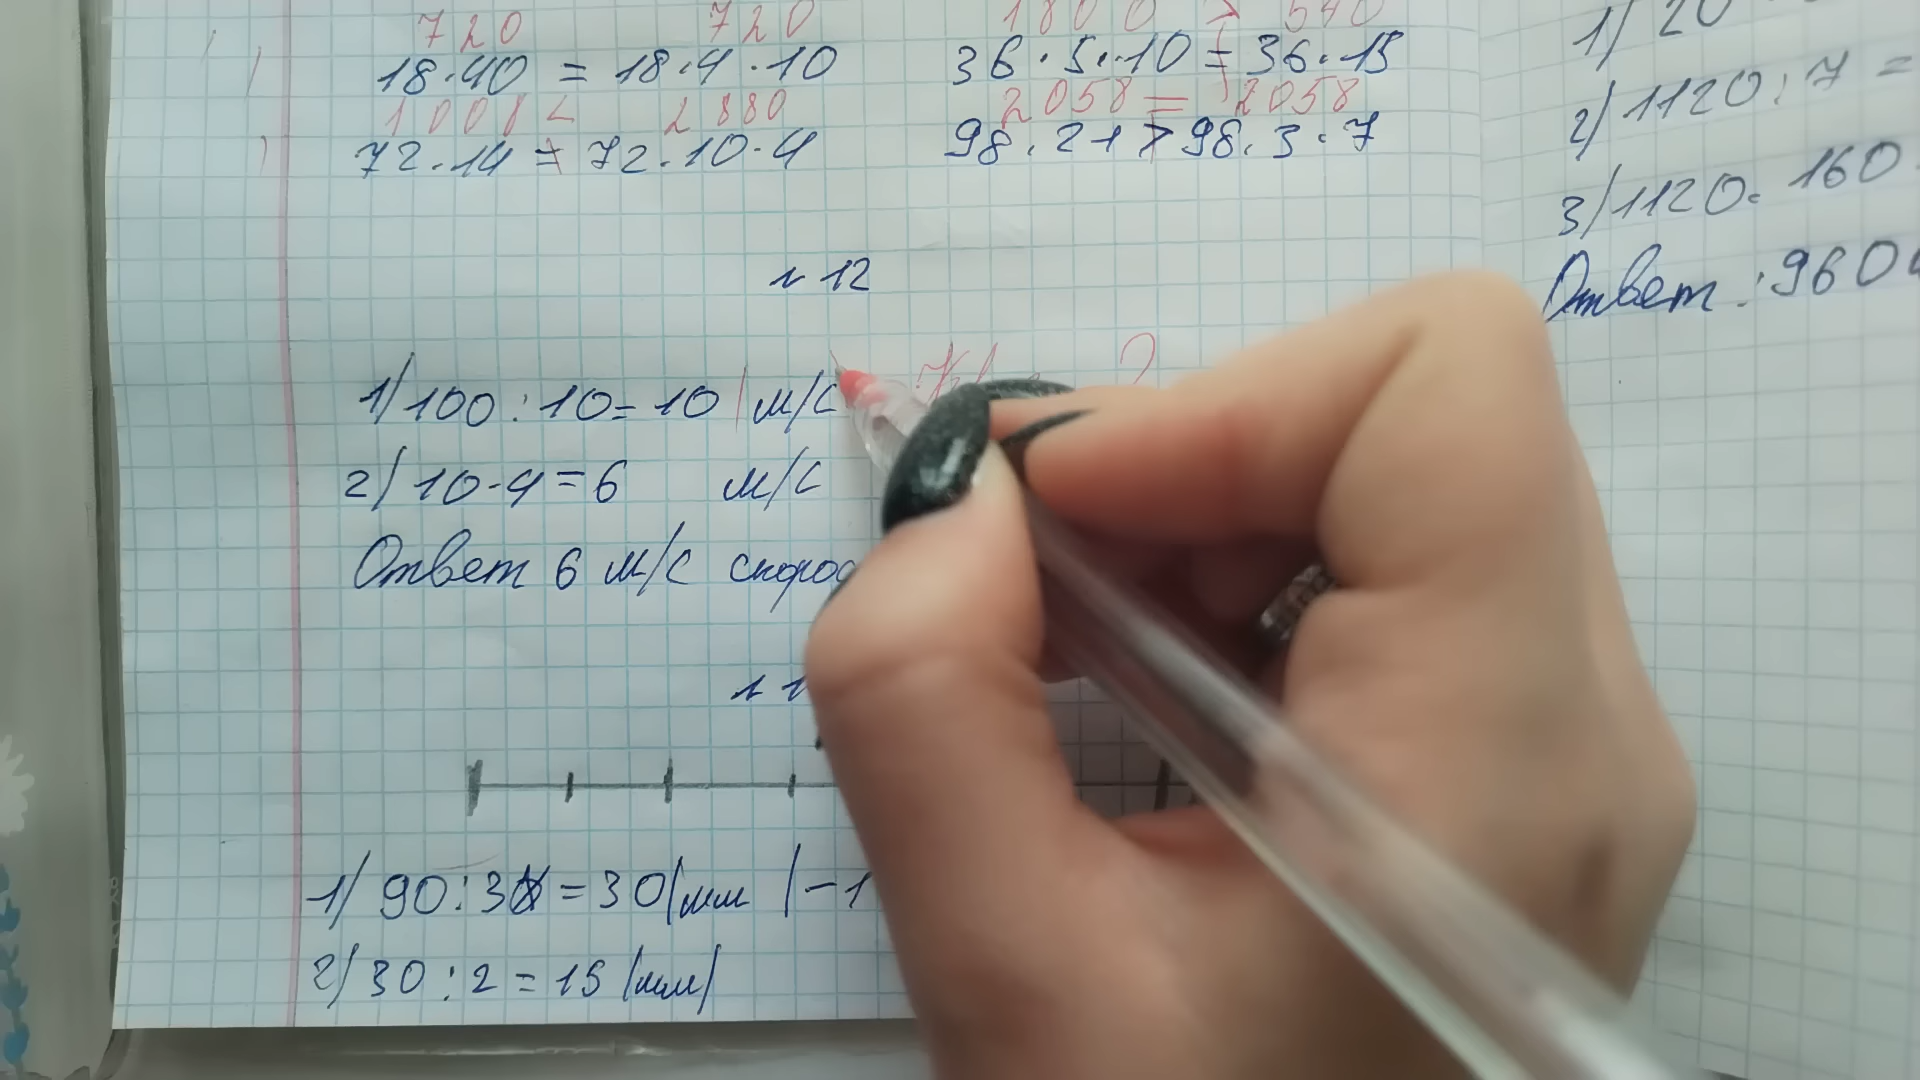 720 720 1800 > 540
18·40 = 18·4·10 36·5·10 = 36·15
1008 < 2880 2058 = 2058
72·14 = 72·10·4 98·21 > 98·3·7
N 12
1) 100 : 10 = 10 (м/с
2) 10-4=6 м/с
Ответ 6 м/с
1) 90 : 3 = 30 (мм) - 1
2) 30 : 2 = 15 (мм)
1) 20
2) 1120 : 7 =
3) 1120 - 160
Ответ : 960